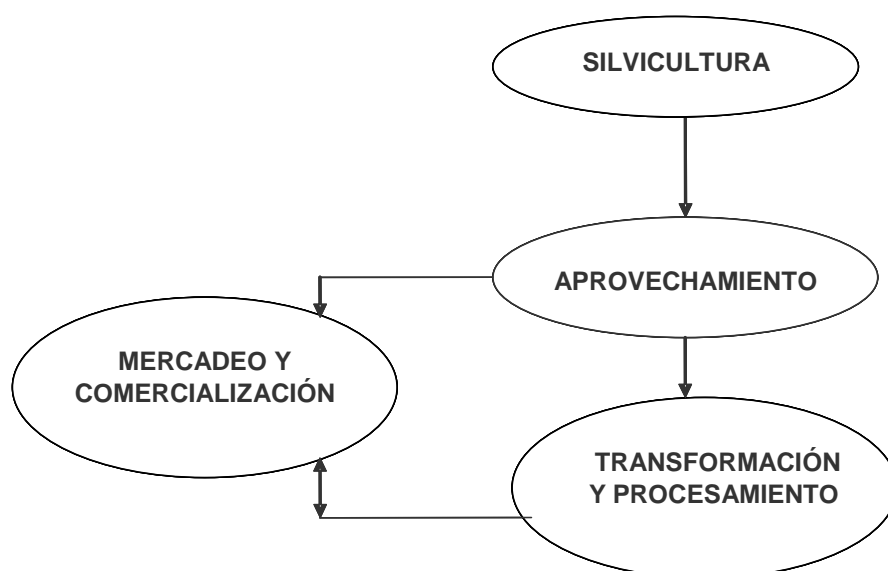 SILVICULTURA
APROVECHAMIENTO
MERCADEO Y
COMERCIALIZACIÓN
TRANSFORMACIÓN
Y PROCESAMIENTO